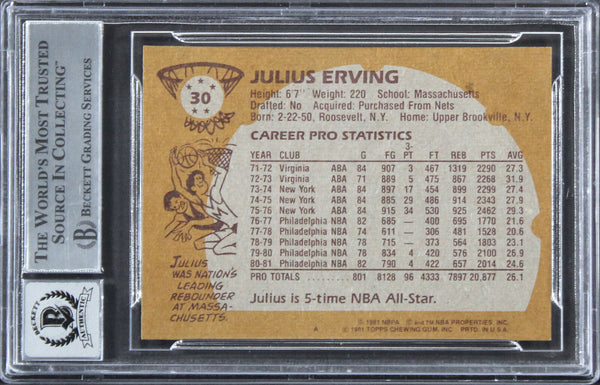 THE WORLD'S MOST TRUSTED
SOURCE IN COLLECTING™
BECKETT GRADING SERVICES
BECKETT
AUTHENTIC
30
JULIUS ERVING
Height: 6'7" Weight: 220 School: Massachusetts
Drafted: No Acquired: Purchased From Nets
Born: 2-22-50, Roosevelt, N.Y. Home: Upper Brookville, N.Y.
CAREER PRO STATISTICS
YEAR CLUB G FG 3-PT FT REB PTS AVG
71-72 Virginia ABA 84 907 3 467 1319 2290 27.3
72-73 Virginia ABA 71 889 5 475 867 2268 31.9
73-74 New York ABA 84 897 17 454 899 2299 27.4
74-75 New York ABA 84 885 29 486 914 2343 27.9
75-76 New York ABA 84 915 34 530 925 2462 29.3
76-77 Philadelphia NBA 82 685 — 400 695 1770 21.6
77-78 Philadelphia NBA 74 611 — 306 481 1528 20.6
78-79 Philadelphia NBA 78 715 — 373 564 1803 23.1
79-80 Philadelphia NBA 78 834 4 420 576 2100 26.9
80-81 Philadelphia NBA 82 790 4 422 657 2014 24.6
PRO TOTALS 801 8128 96 4333 7897 20,877 26.1
Julius is 5-time NBA All-Star.
JULIUS
WAS NATION'S
LEADING
REBOUNDER
AT MASSA-
CHUSETTS.
A
© 1981 NBPA © and TM NBA PROPERTIES, INC.
© 1981 TOPPS CHEWING GUM, INC. PRTD. IN U.S.A.